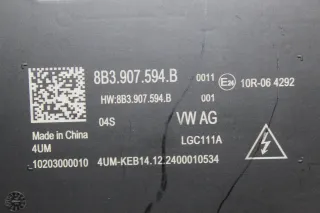 8B3.907.594.B 0011 E24 10R-06 4292
HW:8B3.907.594.B 001
04S VW AG
Made in China LGC111A
4UM
10203000010 4UM-KEB14.12.2400010534